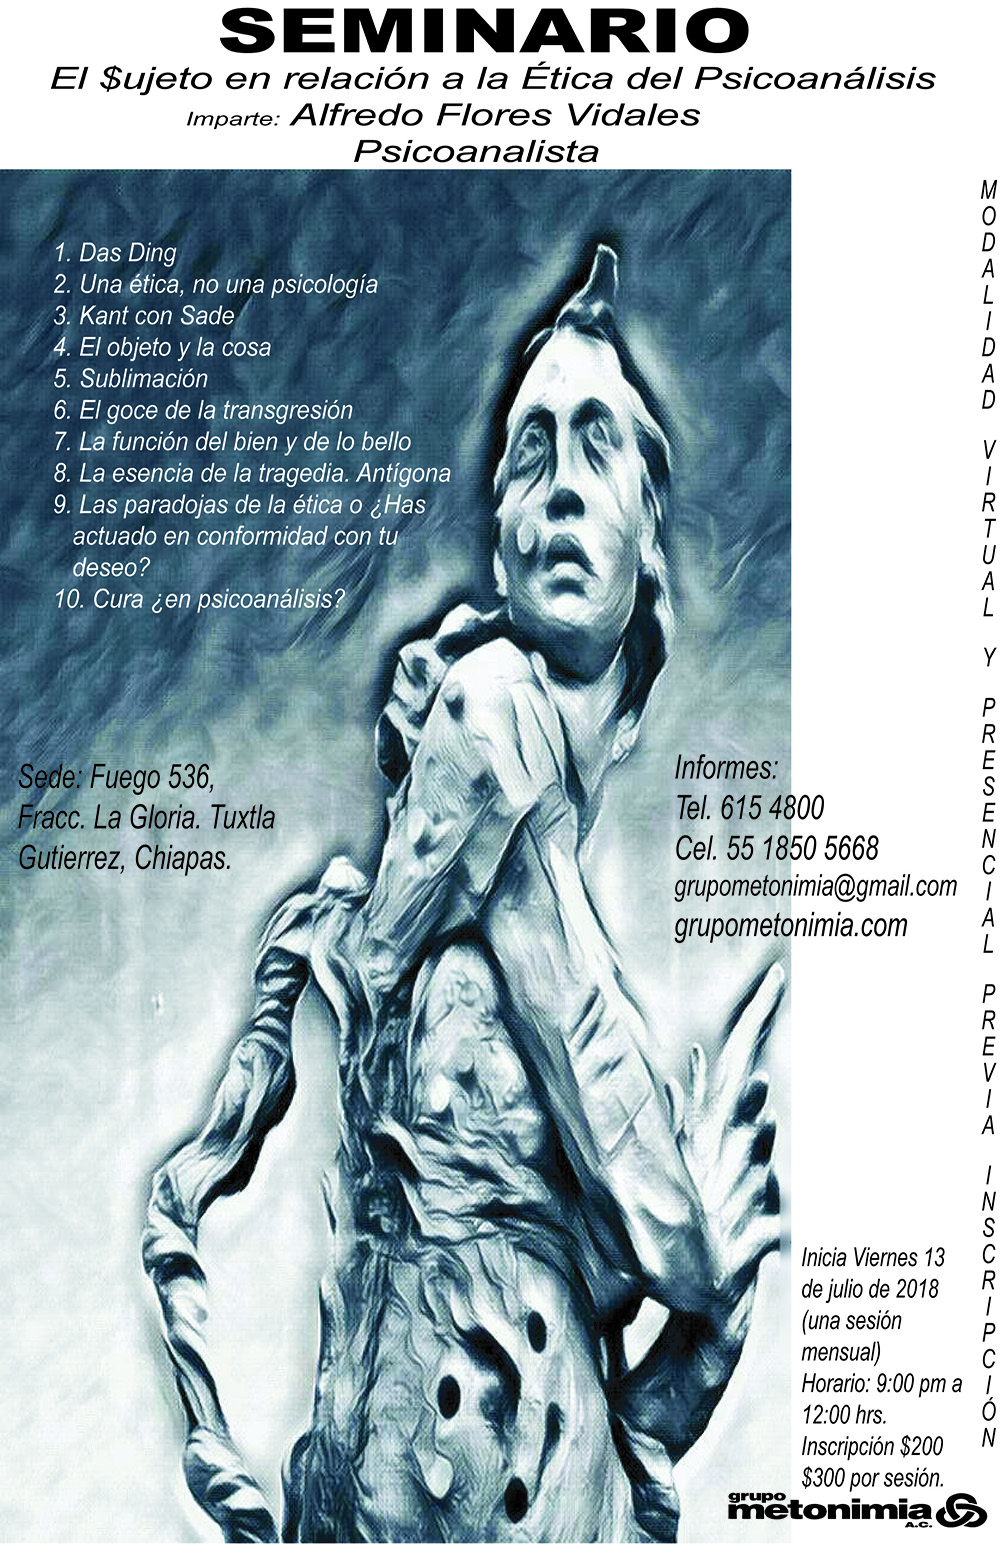 SEMINARIO
El $ujeto en relación a la Ética del Psicoanálisis
Imparte: Alfredo Flores Vidales
Psicoanalista
1. Das Ding
2. Una ética, no una psicología
3. Kant con Sade
4. El objeto y la cosa
5. Sublimación
6. El goce de la transgresión
7. La función del bien y de lo bello
8. La esencia de la tragedia. Antígona
9. Las paradojas de la ética o ¿Has
actuado en conformidad con tu
deseo?
10. Cura ¿en psicoanálisis?
Sede: Fuego 536,
Fracc. La Gloria. Tuxtla
Gutierrez, Chiapas.
Informes:
Tel. 615 4800
Cel. 55 1850 5668
grupometonimia@gmail.com
grupometonimia.com
MODALIDAD VIRTUAL Y PRESENCIAL PREVIA INSCRIPCIÓN
Inicia Viernes 13
de julio de 2018
(una sesión
mensual)
Horario: 9:00 pm a
12:00 hrs.
Inscripción $200
$300 por sesión.
grupo
metonimia
A.C.